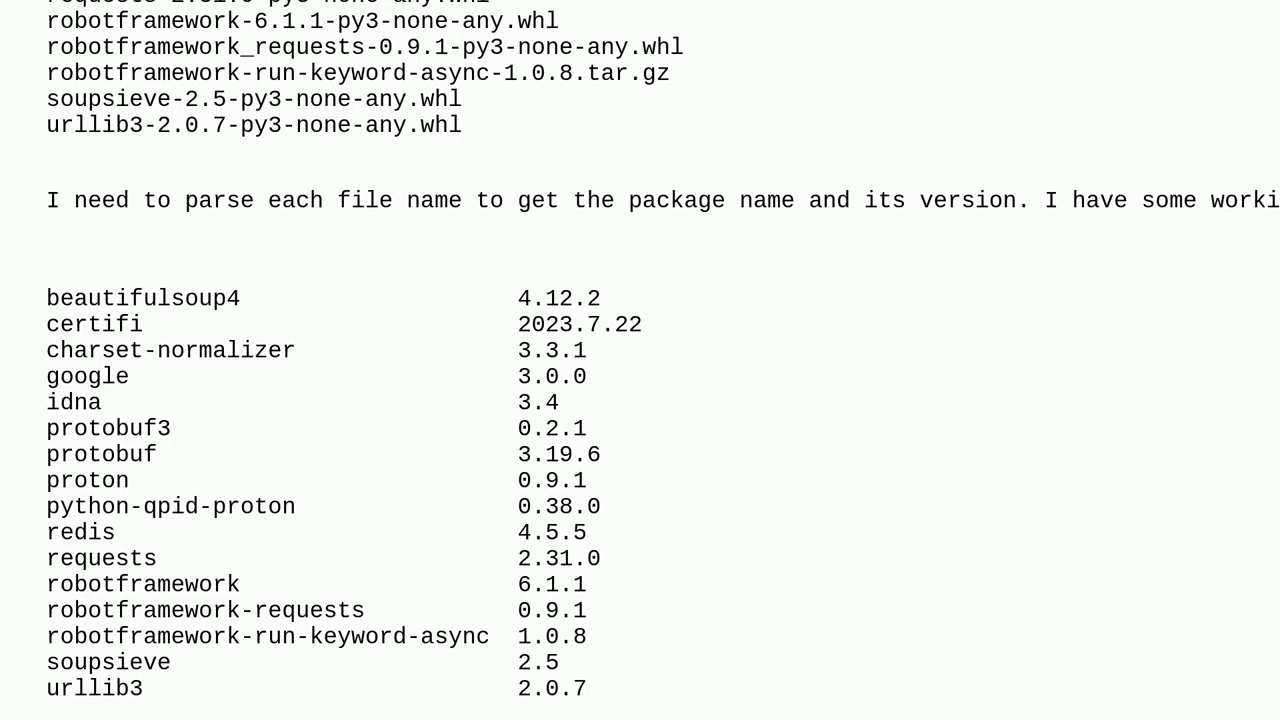 robotframework-6.1.1-py3-none-any.whl
robotframework_requests-0.9.1-py3-none-any.whl
robotframework-run-keyword-async-1.0.8.tar.gz
soupsieve-2.5-py3-none-any.whl
urllib3-2.0.7-py3-none-any.whl
I need to parse each file name to get the package name and its version. I have some worki
beautifulsoup4 4.12.2
certifi 2023.7.22
charset-normalizer 3.3.1
google 3.0.0
idna 3.4
protobuf3 0.2.1
protobuf 3.19.6
proton 0.9.1
python-qpid-proton 0.38.0
redis 4.5.5
requests 2.31.0
robotframework 6.1.1
robotframework-requests 0.9.1
robotframework-run-keyword-async 1.0.8
soupsieve 2.5
urllib3 2.0.7